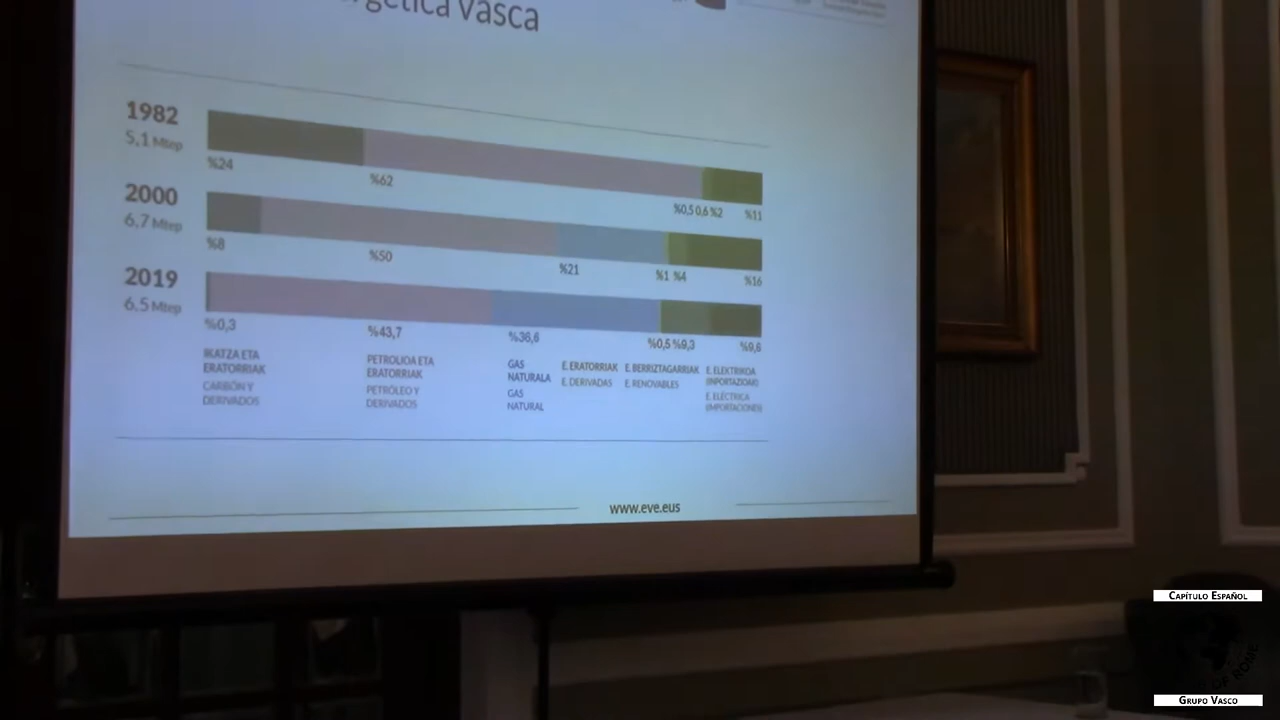 Vasca
1982
5,1 Mtep
%24
%62
%0,5 0,6 %2
%11
2000
6,7 Mtep
%8
%50
%21
%1 %4
%16
2019
6.5 Mtep
%0,3
%43,7
%36,6
%0,5 %9,3
%9,6
IKATZA ETA
ERATORRIAK
CARBÓN Y
DERIVADOS
PETROLIOA ETA
ERATORRIAK
PETRÓLEO Y
DERIVADOS
GAS
NATURALA
GAS
NATURAL
E. ERATORRIAK
E. DERIVADAS
E. BERRIZTAGARRIAK
E. RENOVABLES
E. ELEKTRIKOA
(INPORTAZIOAK)
E. ELÉCTRICA
(IMPORTACIONES)
www.eve.eus
Capítulo Español
Grupo Vasco